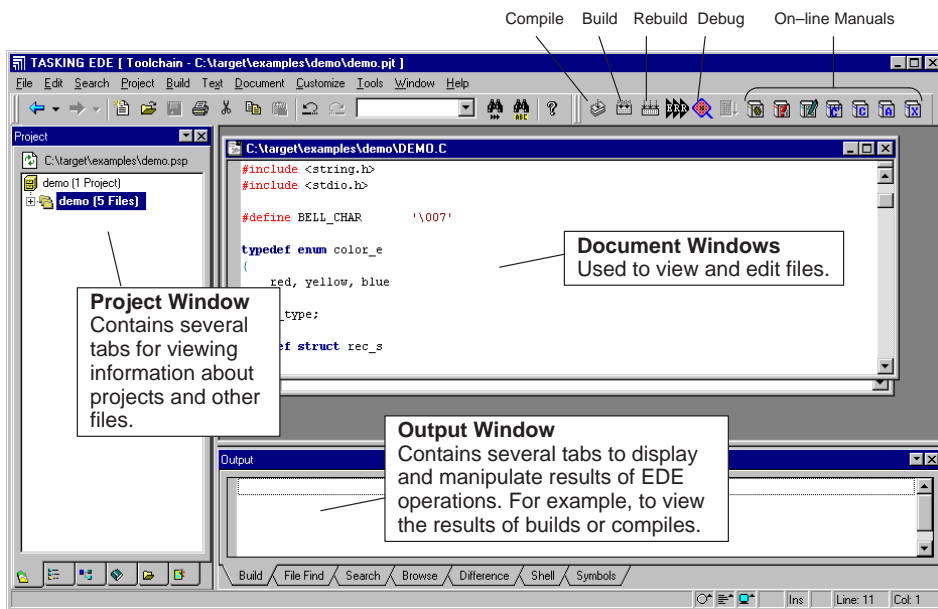 Compile Build Rebuild Debug On–line Manuals
TASKING EDE [ Toolchain - C:\target\examples\demo\demo.pjt ]
File Edit Search Project Build Text Document Customize Tools Window Help
Project
C:\target\examples\demo.psp
demo (1 Project)
demo (5 Files)
C:\target\examples\demo\DEMO.C
#include <string.h>
#include <stdio.h>
#define BELL_CHAR '\007'
typedef enum color_e
{
red, yellow, blue
_type;
ef struct rec_s
Document Windows
Used to view and edit files.
Project Window
Contains several
tabs for viewing
information about
projects and other
files.
Output Window
Contains several tabs to display
and manipulate results of EDE
operations. For example, to view
the results of builds or compiles.
Output
Build File Find Search Browse Difference Shell Symbols
Ins Line: 11 Col: 1